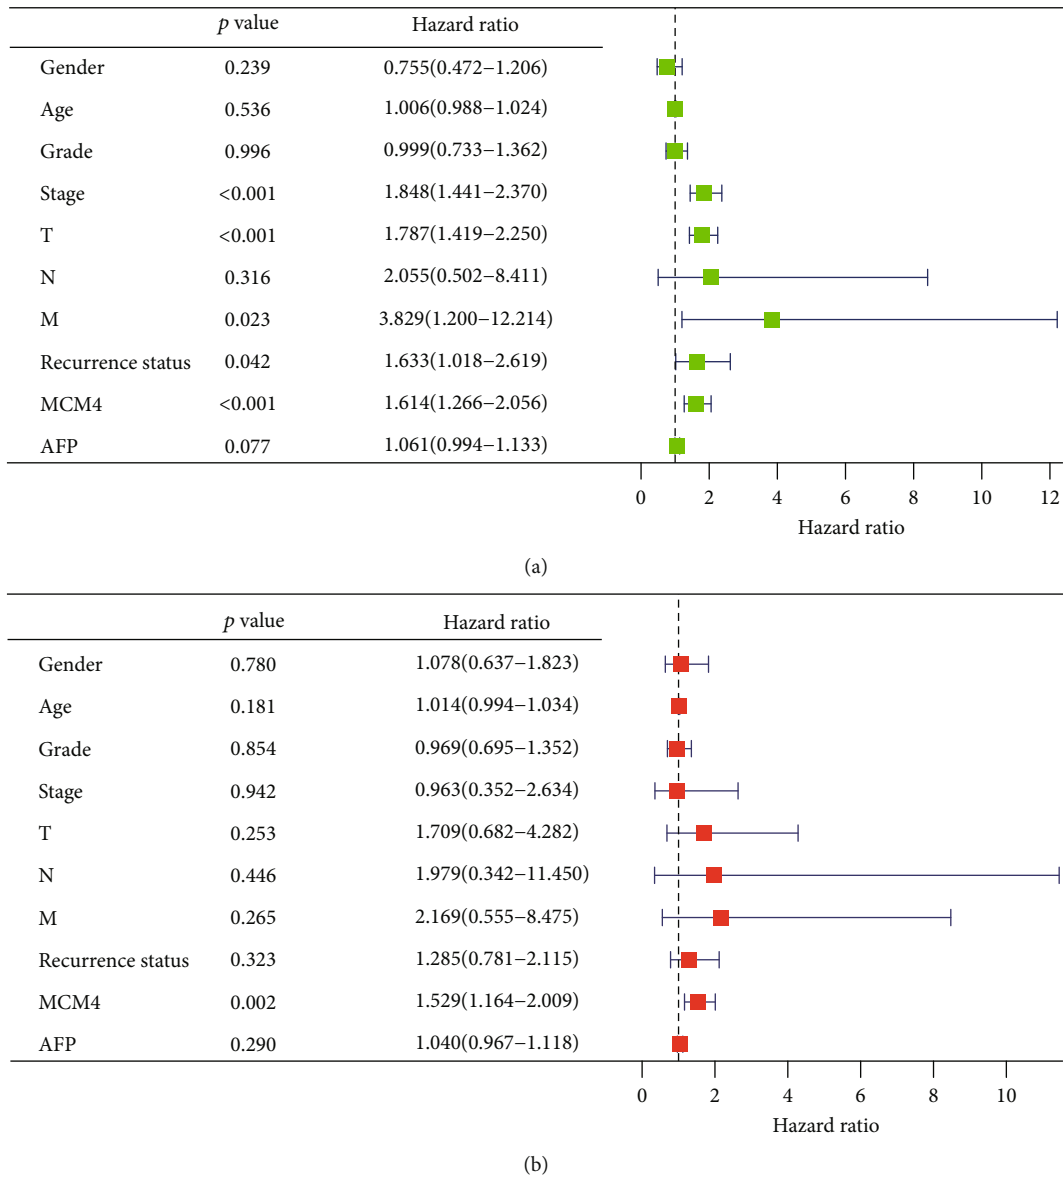 p value Hazard ratio
Gender 0.239 0.755(0.472−1.206)
Age 0.536 1.006(0.988−1.024)
Grade 0.996 0.999(0.733−1.362)
Stage <0.001 1.848(1.441−2.370)
T <0.001 1.787(1.419−2.250)
N 0.316 2.055(0.502−8.411)
M 0.023 3.829(1.200−12.214)
Recurrence status 0.042 1.633(1.018−2.619)
MCM4 <0.001 1.614(1.266−2.056)
AFP 0.077 1.061(0.994−1.133)
0 2 4 6 8 10 12
Hazard ratio
(a)
p value Hazard ratio
Gender 0.780 1.078(0.637−1.823)
Age 0.181 1.014(0.994−1.034)
Grade 0.854 0.969(0.695−1.352)
Stage 0.942 0.963(0.352−2.634)
T 0.253 1.709(0.682−4.282)
N 0.446 1.979(0.342−11.450)
M 0.265 2.169(0.555−8.475)
Recurrence status 0.323 1.285(0.781−2.115)
MCM4 0.002 1.529(1.164−2.009)
AFP 0.290 1.040(0.967−1.118)
0 2 4 6 8 10
Hazard ratio
(b)